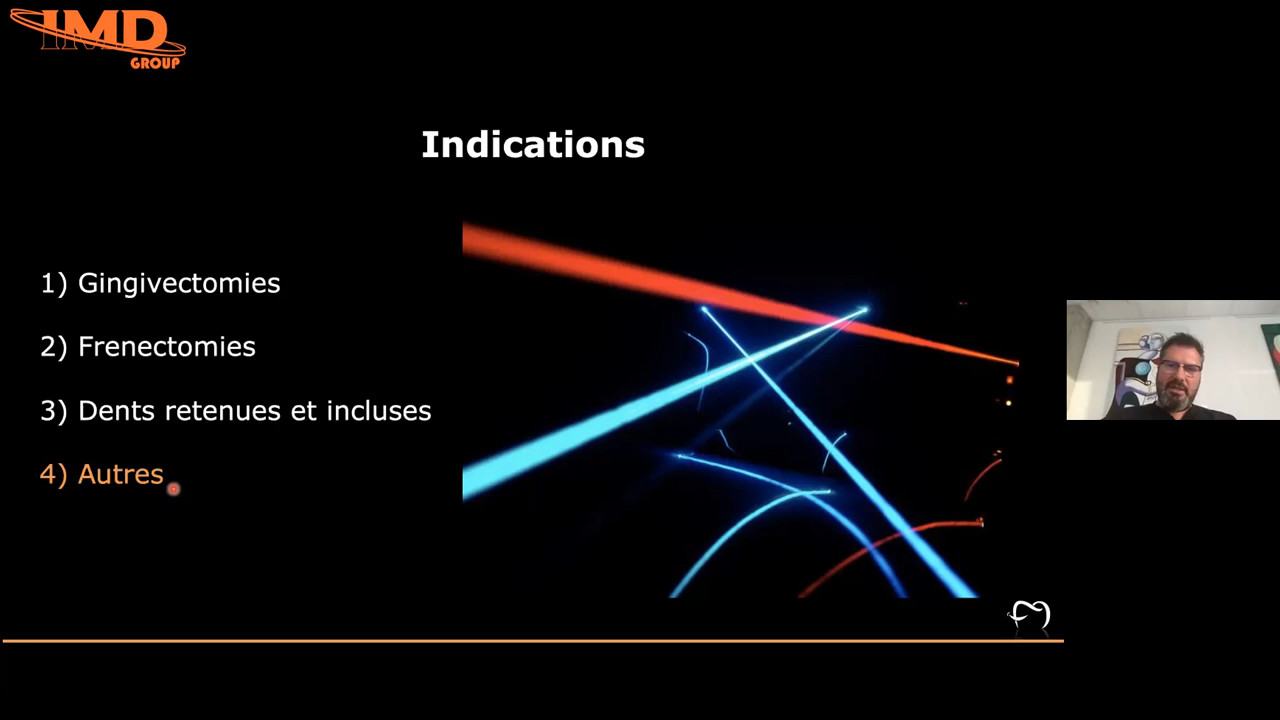 IMD
GROUP
Indications
1) Gingivectomies
2) Frenectomies
3) Dents retenues et incluses
4) Autres